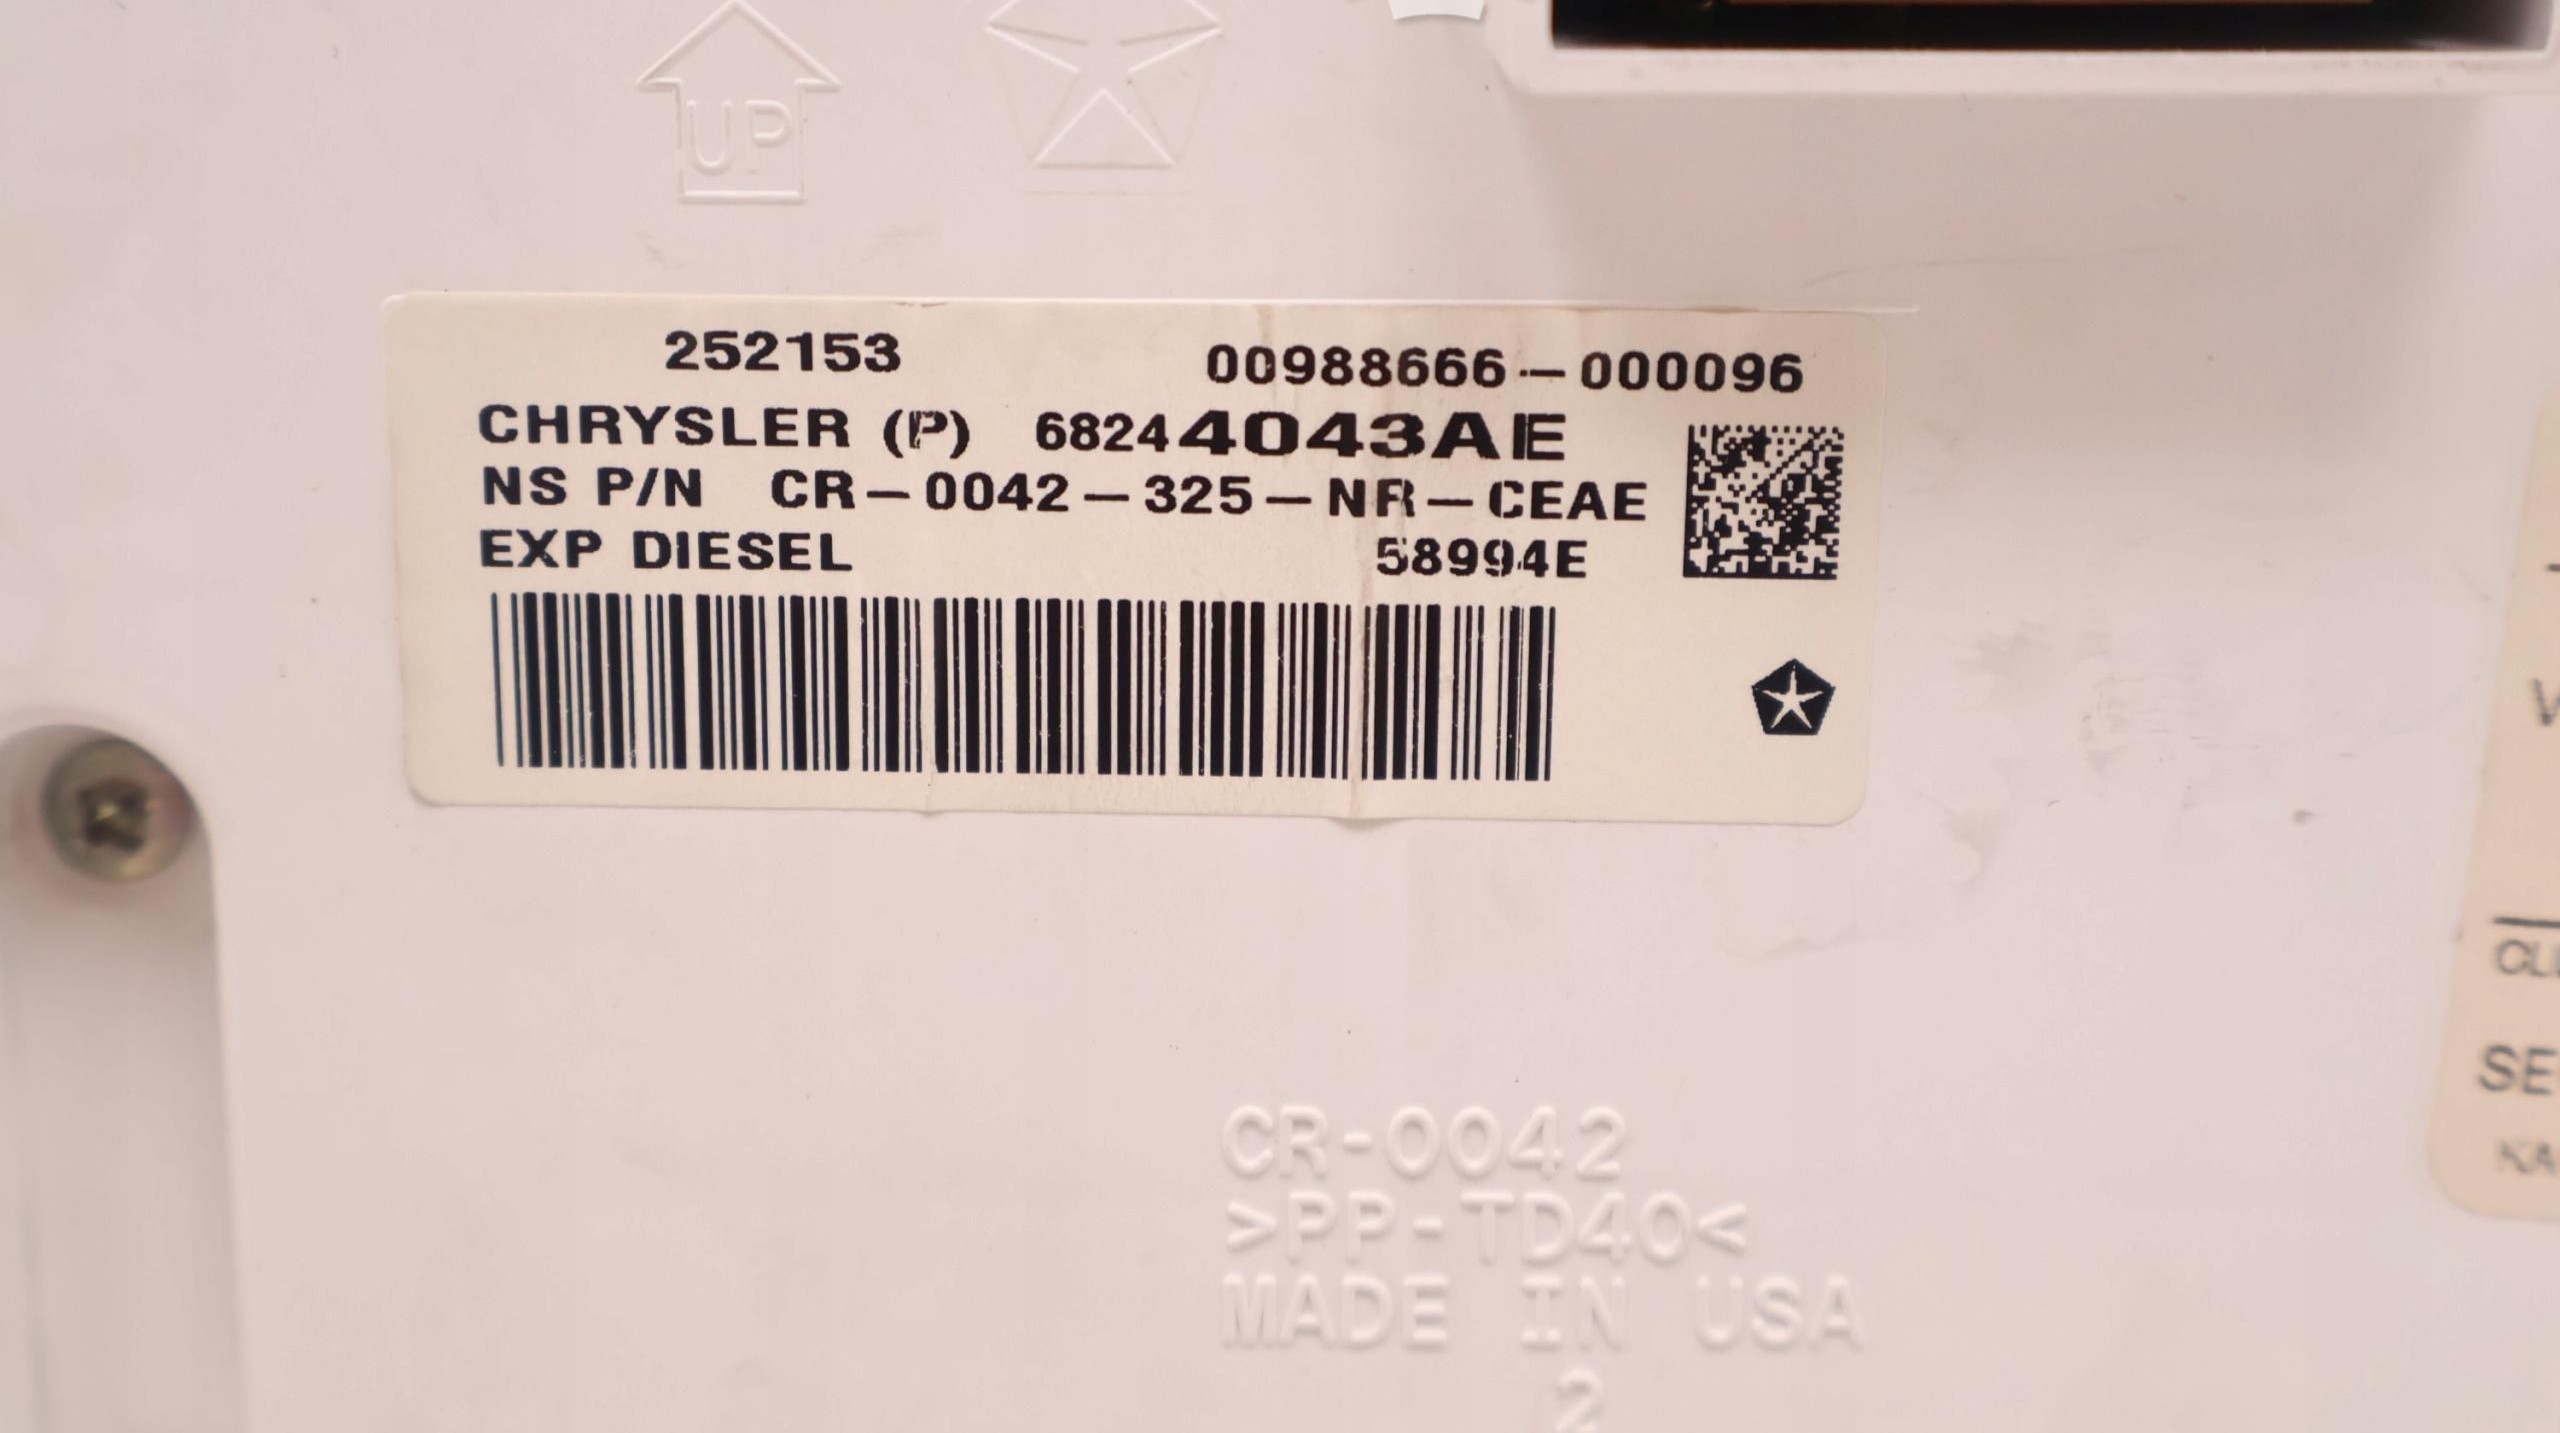 UP
252153 00988666-000096
CHRYSLER (P) 68244043AE
NS P/N CR-0042-325-NR-CEAE
EXP DIESEL 58994E
CR-0042
>PP-TD40<
MADE IN USA
2